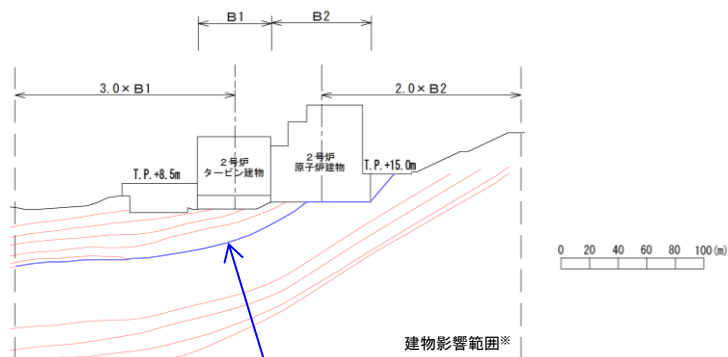 B1
B2
3.0×B1
2.0×B2
2号炉
タービン建物
2号炉
原子炉建物
T.P.+8.5m
T.P.+15.0m
0 20 40 60 80 100(m)
建物影響範囲※